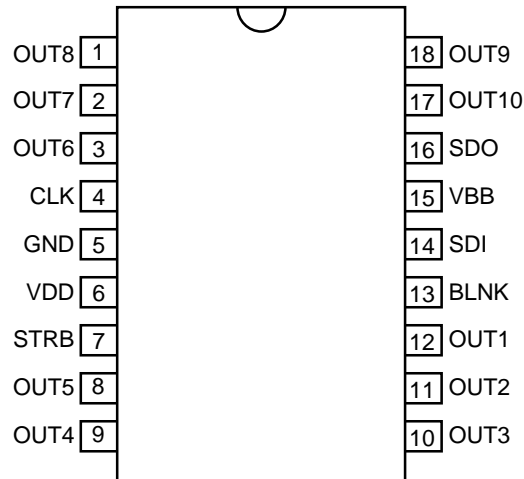 OUT8 1 18 OUT9
OUT7 2 17 OUT10
OUT6 3 16 SDO
CLK 4 15 VBB
GND 5 14 SDI
VDD 6 13 BLNK
STRB 7 12 OUT1
OUT5 8 11 OUT2
OUT4 9 10 OUT3